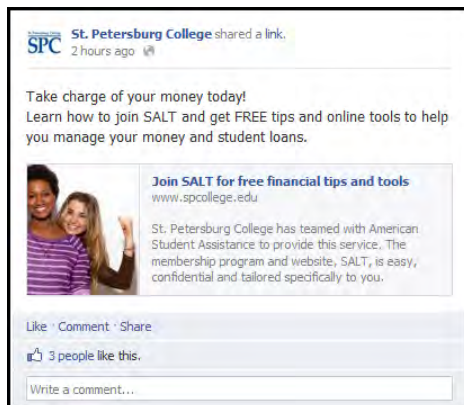 St. Petersburg College shared a link.
SPC
2 hours ago
Take charge of your money today!
Learn how to join SALT and get FREE tips and online tools to help
you manage your money and student loans.
Join SALT for free financial tips and tools
www.spcollege.edu
St. Petersburg College has teamed with American
Student Assistance to provide this service. The
membership program and website, SALT, is easy,
confidential and tailored specifically to you.
Like · Comment · Share
3 people like this.
Write a comment...